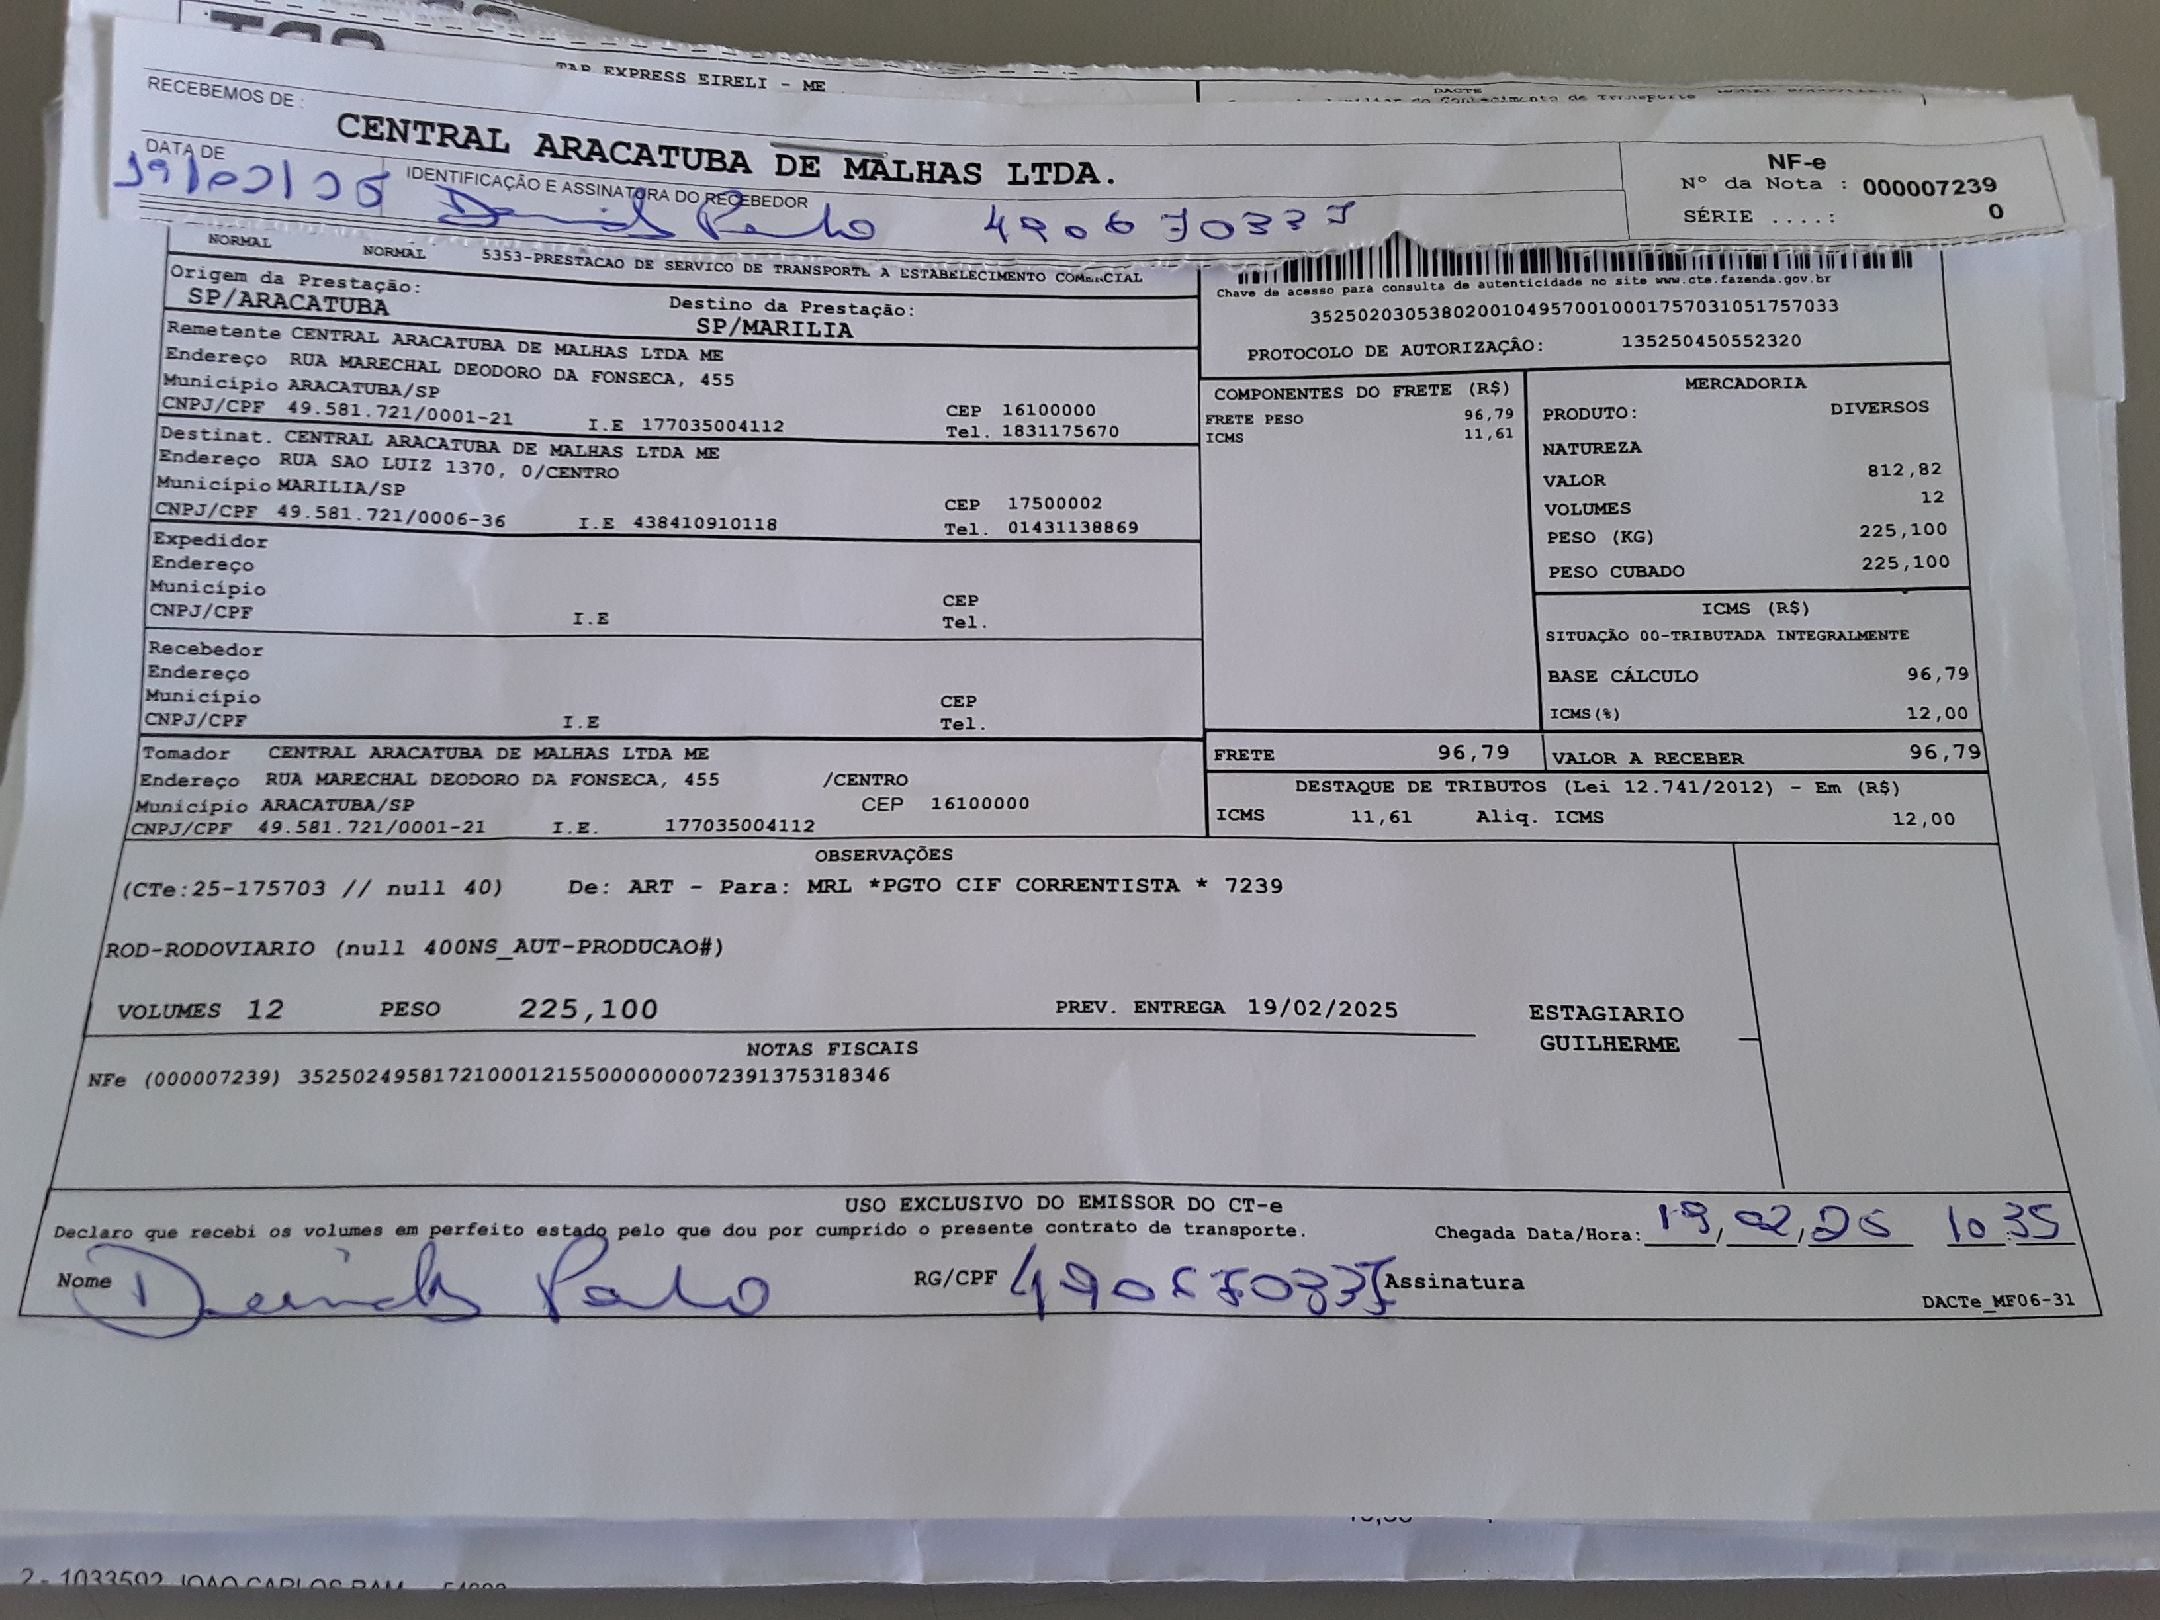 TAP EXPRESS EIRELI - ME
DACTE
RECEBEMOS DE :
CENTRAL ARACATUBA DE MALHAS LTDA.
NF-e
Nº da Nota : 000007239
SÉRIE ....: 0
DATA DE
IDENTIFICAÇÃO E ASSINATURA DO RECEBEDOR
19/02/25
NORMAL NORMAL 5353-PRESTACAO DE SERVICO DE TRANSPORTE A ESTABELECIMENTO COMERCIAL
Origem da Prestação:
SP/ARACATUBA
Destino da Prestação:
SP/MARILIA
Chave de acesso para consulta de autenticidade no site www.cte.fazenda.gov.br
35250203053802001049570010001757031051757033
PROTOCOLO DE AUTORIZAÇÃO: 135250450552320
Remetente CENTRAL ARACATUBA DE MALHAS LTDA ME
Endereço RUA MARECHAL DEODORO DA FONSECA, 455
Município ARACATUBA/SP CEP 16100000
CNPJ/CPF 49.581.721/0001-21 I.E 177035004112 Tel. 1831175670
Destinat. CENTRAL ARACATUBA DE MALHAS LTDA ME
Endereço RUA SAO LUIZ 1370, 0/CENTRO
Município MARILIA/SP CEP 17500002
CNPJ/CPF 49.581.721/0006-36 I.E 438410910118 Tel. 01431138869
Expedidor
Endereço
Município CEP
CNPJ/CPF I.E Tel.
Recebedor
Endereço
Município CEP
CNPJ/CPF I.E Tel.
Tomador CENTRAL ARACATUBA DE MALHAS LTDA ME
Endereço RUA MARECHAL DEODORO DA FONSECA, 455 /CENTRO
Município ARACATUBA/SP CEP 16100000
CNPJ/CPF 49.581.721/0001-21 I.E. 177035004112
COMPONENTES DO FRETE (R$)
FRETE PESO 96,79
ICMS 11,61
MERCADORIA
PRODUTO: DIVERSOS
NATUREZA
VALOR 812,82
VOLUMES 12
PESO (KG) 225,100
PESO CUBADO 225,100
ICMS (R$)
SITUAÇÃO 00-TRIBUTADA INTEGRALMENTE
BASE CÁLCULO 96,79
ICMS(%) 12,00
FRETE 96,79 VALOR A RECEBER 96,79
DESTAQUE DE TRIBUTOS (Lei 12.741/2012) - Em (R$)
ICMS 11,61 Aliq. ICMS 12,00
OBSERVAÇÕES
(CTe:25-175703 // null 40) De: ART - Para: MRL *PGTO CIF CORRENTISTA * 7239
ROD-RODOVIARIO (null 400NS_AUT-PRODUCAO#)
VOLUMES 12 PESO 225,100 PREV. ENTREGA 19/02/2025
ESTAGIARIO
GUILHERME
NOTAS FISCAIS
NFe (000007239) 35250249581721000121550000000072391375318346
USO EXCLUSIVO DO EMISSOR DO CT-e
Declaro que recebi os volumes em perfeito estado pelo que dou por cumprido o presente contrato de transporte.
Chegada Data/Hora: 19, 02, 25 10 35
Nome RG/CPF Assinatura
DACTe_MF06-31
2 - 1033502 JOAO CARLOS RAM